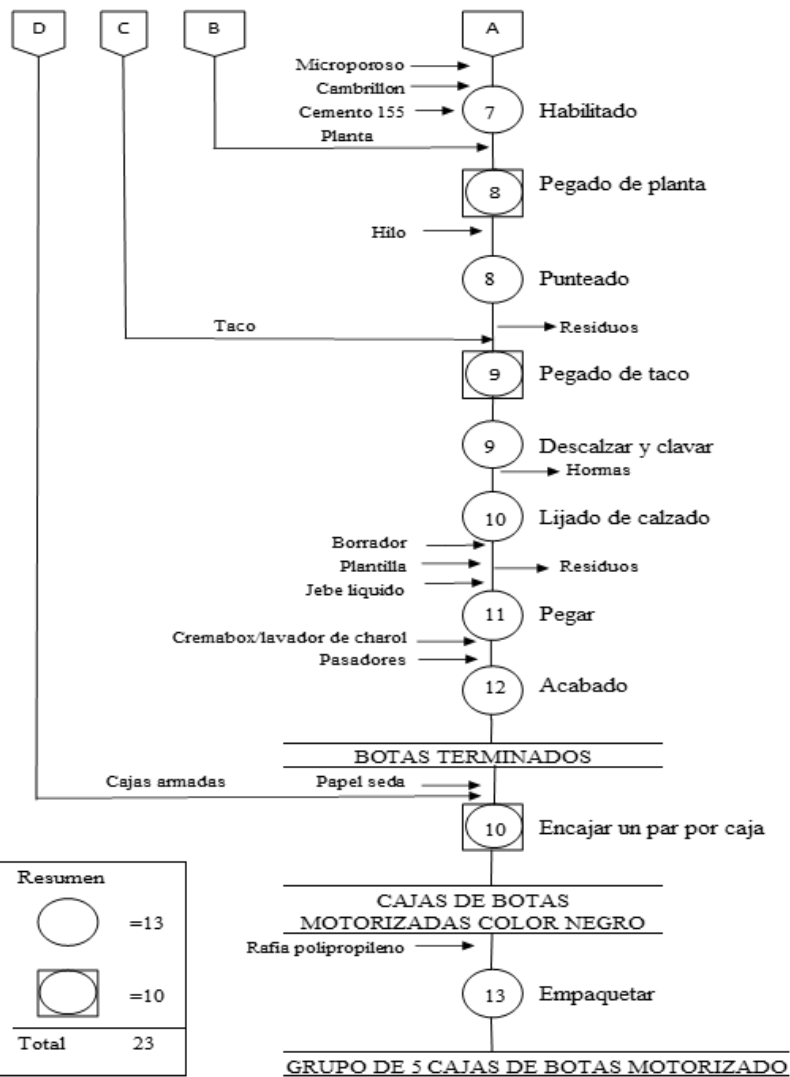 D
C
B
A
Microporoso
Cambrillon
Cemento 155
7 Habilitado
Planta
8 Pegado de planta
Hilo
8 Punteado
Taco
Residuos
9 Pegado de taco
9 Descalzar y clavar
Hormas
10 Lijado de calzado
Borrador
Plantilla
Residuos
Jebe liquido
11 Pegar
Cremabox/lavador de charol
Pasadores
12 Acabado
BOTAS TERMINADOS
Cajas armadas
Papel seda
10 Encajar un par por caja
CAJAS DE BOTAS
MOTORIZADAS COLOR NEGRO
Rafia polipropileno
13 Empaquetar
GRUPO DE 5 CAJAS DE BOTAS MOTORIZADO
Resumen
=13
=10
Total 23